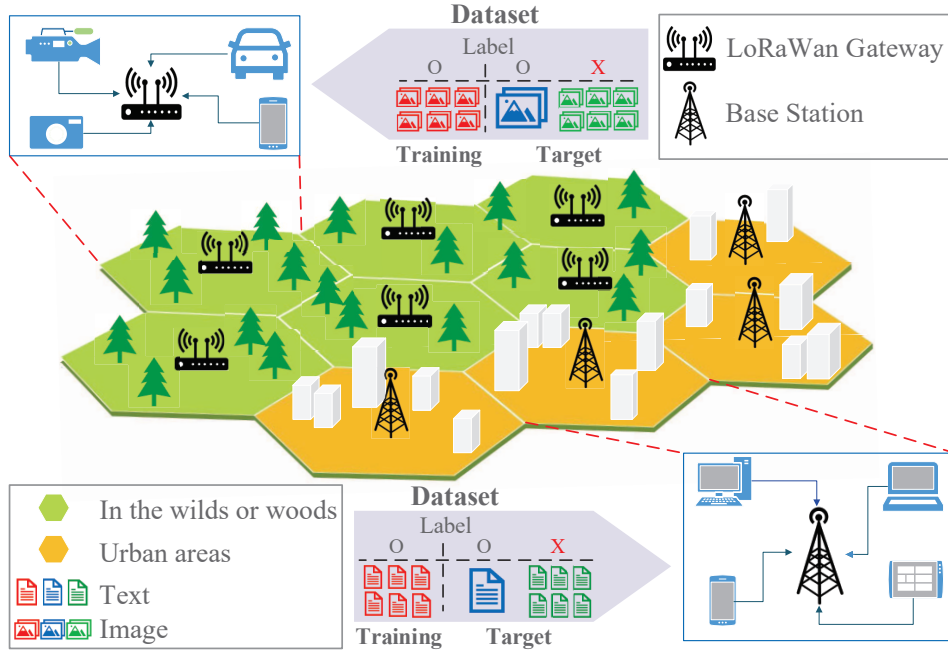 Dataset
Label
O O X
Training Target
LoRaWan Gateway
Base Station
In the wilds or woods
Urban areas
Text
Image
Dataset
Label
O O X
Training Target